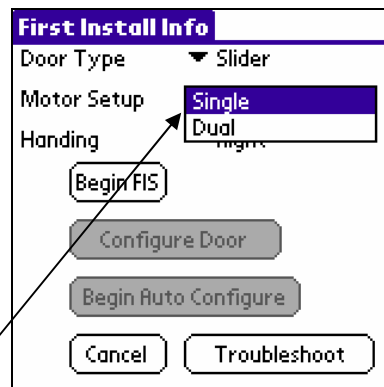 First Install Info
Door Type Slider
Motor Setup Single
Dual
Handing
Begin FIS
Configure Door
Begin Auto Configure
Cancel Troubleshoot